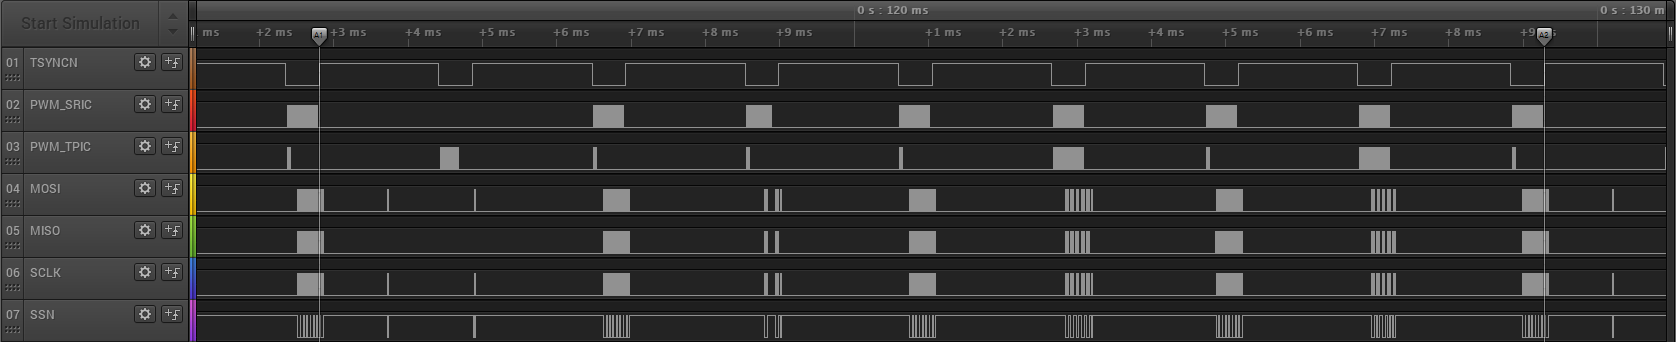 Start Simulation
0 s : 120 ms
0 s : 130 m
ms +2 ms +3 ms +4 ms +5 ms +6 ms +7 ms +8 ms +9 ms +1 ms +2 ms +3 ms +4 ms +5 ms +6 ms +7 ms +8 ms +9 s
A1
A2
01 TSYNCN
02 PWM_SRIC
03 PWM_TPIC
04 MOSI
05 MISO
06 SCLK
07 SSN